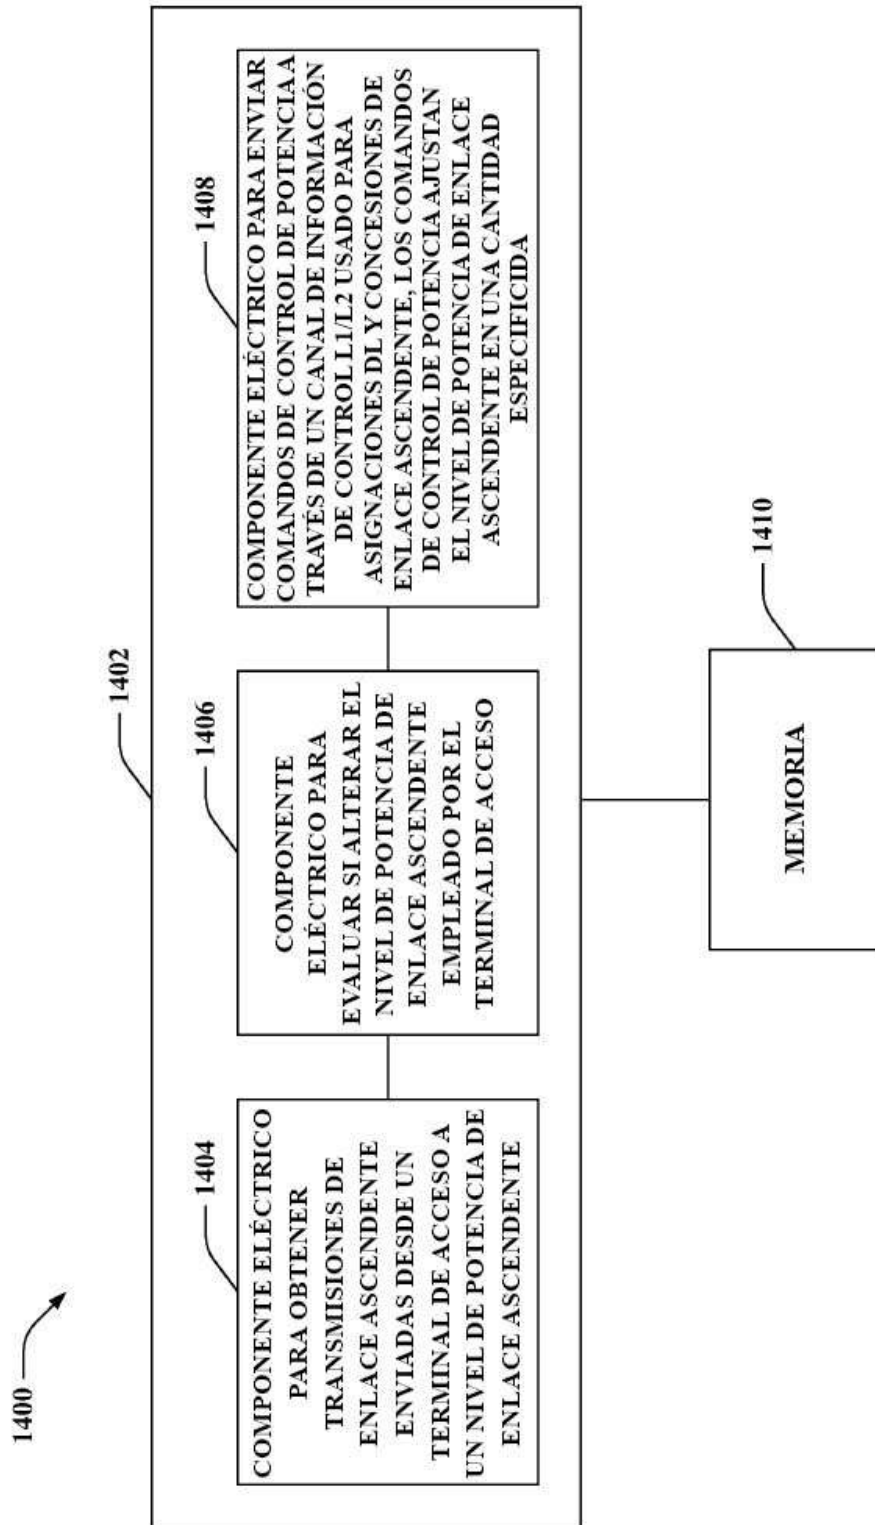 1400
1402
1404
COMPONENTE ELÉCTRICO
PARA OBTENER
TRANSMISIONES DE
ENLACE ASCENDENTE
ENVIADAS DESDE UN
TERMINAL DE ACCESO A
UN NIVEL DE POTENCIA DE
ENLACE ASCENDENTE
1406
COMPONENTE
ELÉCTRICO PARA
EVALUAR SI ALTERAR EL
NIVEL DE POTENCIA DE
ENLACE ASCENDENTE
EMPLEADO POR EL
TERMINAL DE ACCESO
1408
COMPONENTE ELÉCTRICO PARA ENVIAR
COMANDOS DE CONTROL DE POTENCIA A
TRAVÉS DE UN CANAL DE INFORMACIÓN
DE CONTROL L1/L2 USADO PARA
ASIGNACIONES DL Y CONCESIONES DE
ENLACE ASCENDENTE, LOS COMANDOS
DE CONTROL DE POTENCIA AJUSTAN
EL NIVEL DE POTENCIA DE ENLACE
ASCENDENTE EN UNA CANTIDAD
ESPECIFICIDA
1410
MEMORIA